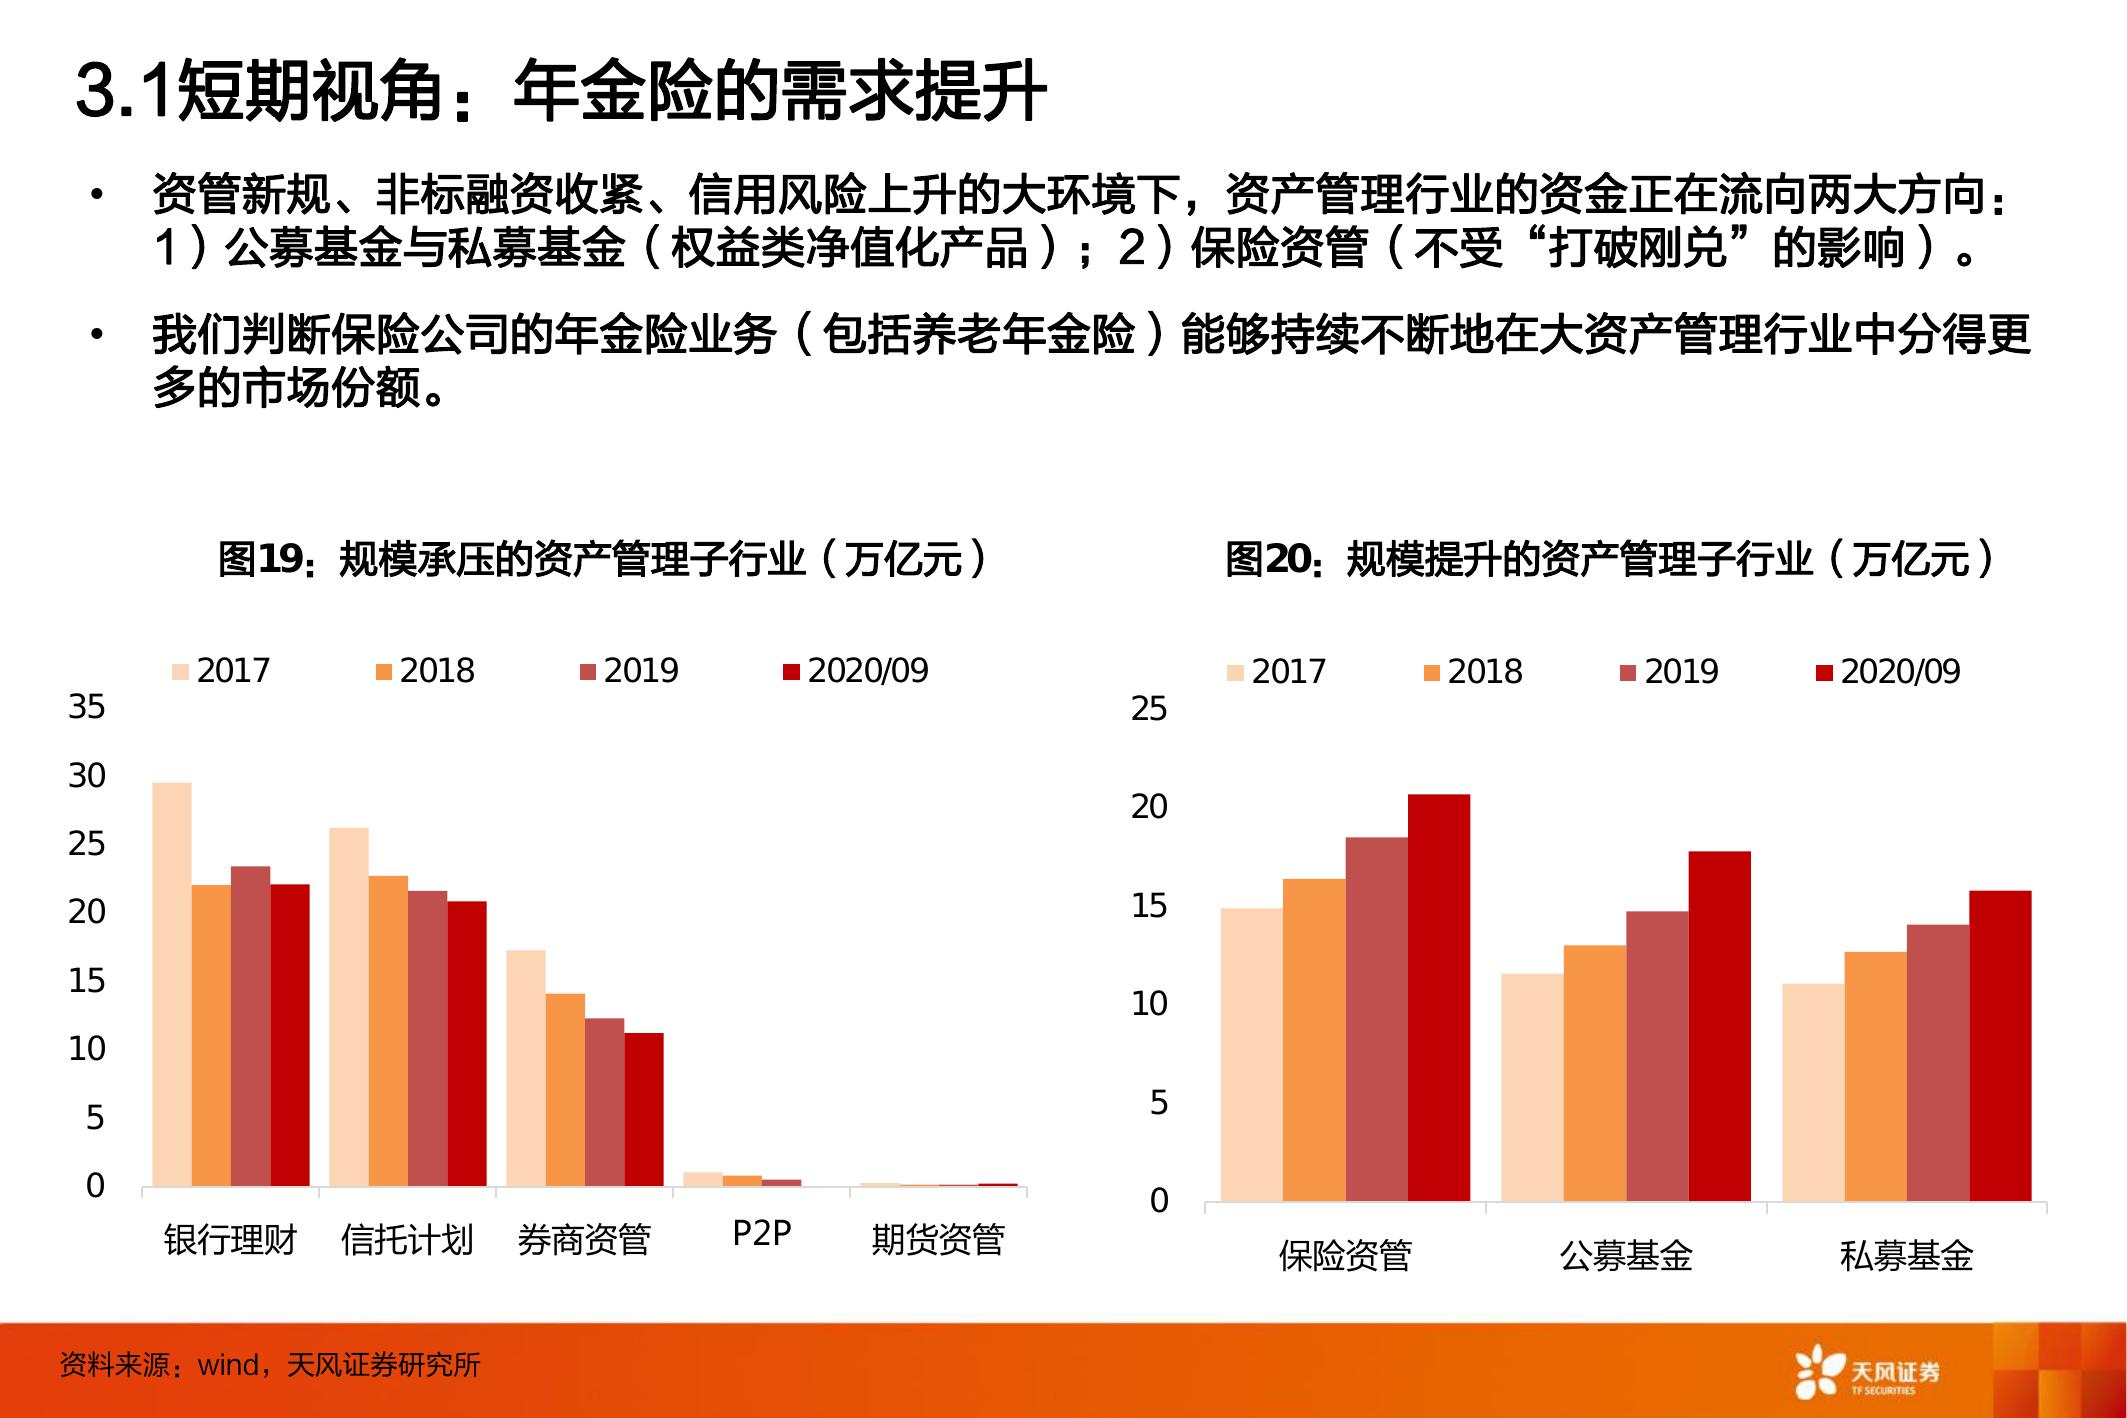 3.1短期视角：年金险的需求提升
• 资管新规、非标融资收紧、信用风险上升的大环境下，资产管理行业的资金正在流向两大方向：
1）公募基金与私募基金（权益类净值化产品）；2）保险资管（不受“打破刚兑”的影响）。
• 我们判断保险公司的年金险业务（包括养老年金险）能够持续不断地在大资产管理行业中分得更
多的市场份额。
图19：规模承压的资产管理子行业（万亿元）
2017 2018 2019 2020/09
35
30
25
20
15
10
5
0
银行理财 信托计划 券商资管 P2P 期货资管
图20：规模提升的资产管理子行业（万亿元）
2017 2018 2019 2020/09
25
20
15
10
5
0
保险资管 公募基金 私募基金
资料来源：wind，天风证券研究所
天风证券
TF SECURITIES